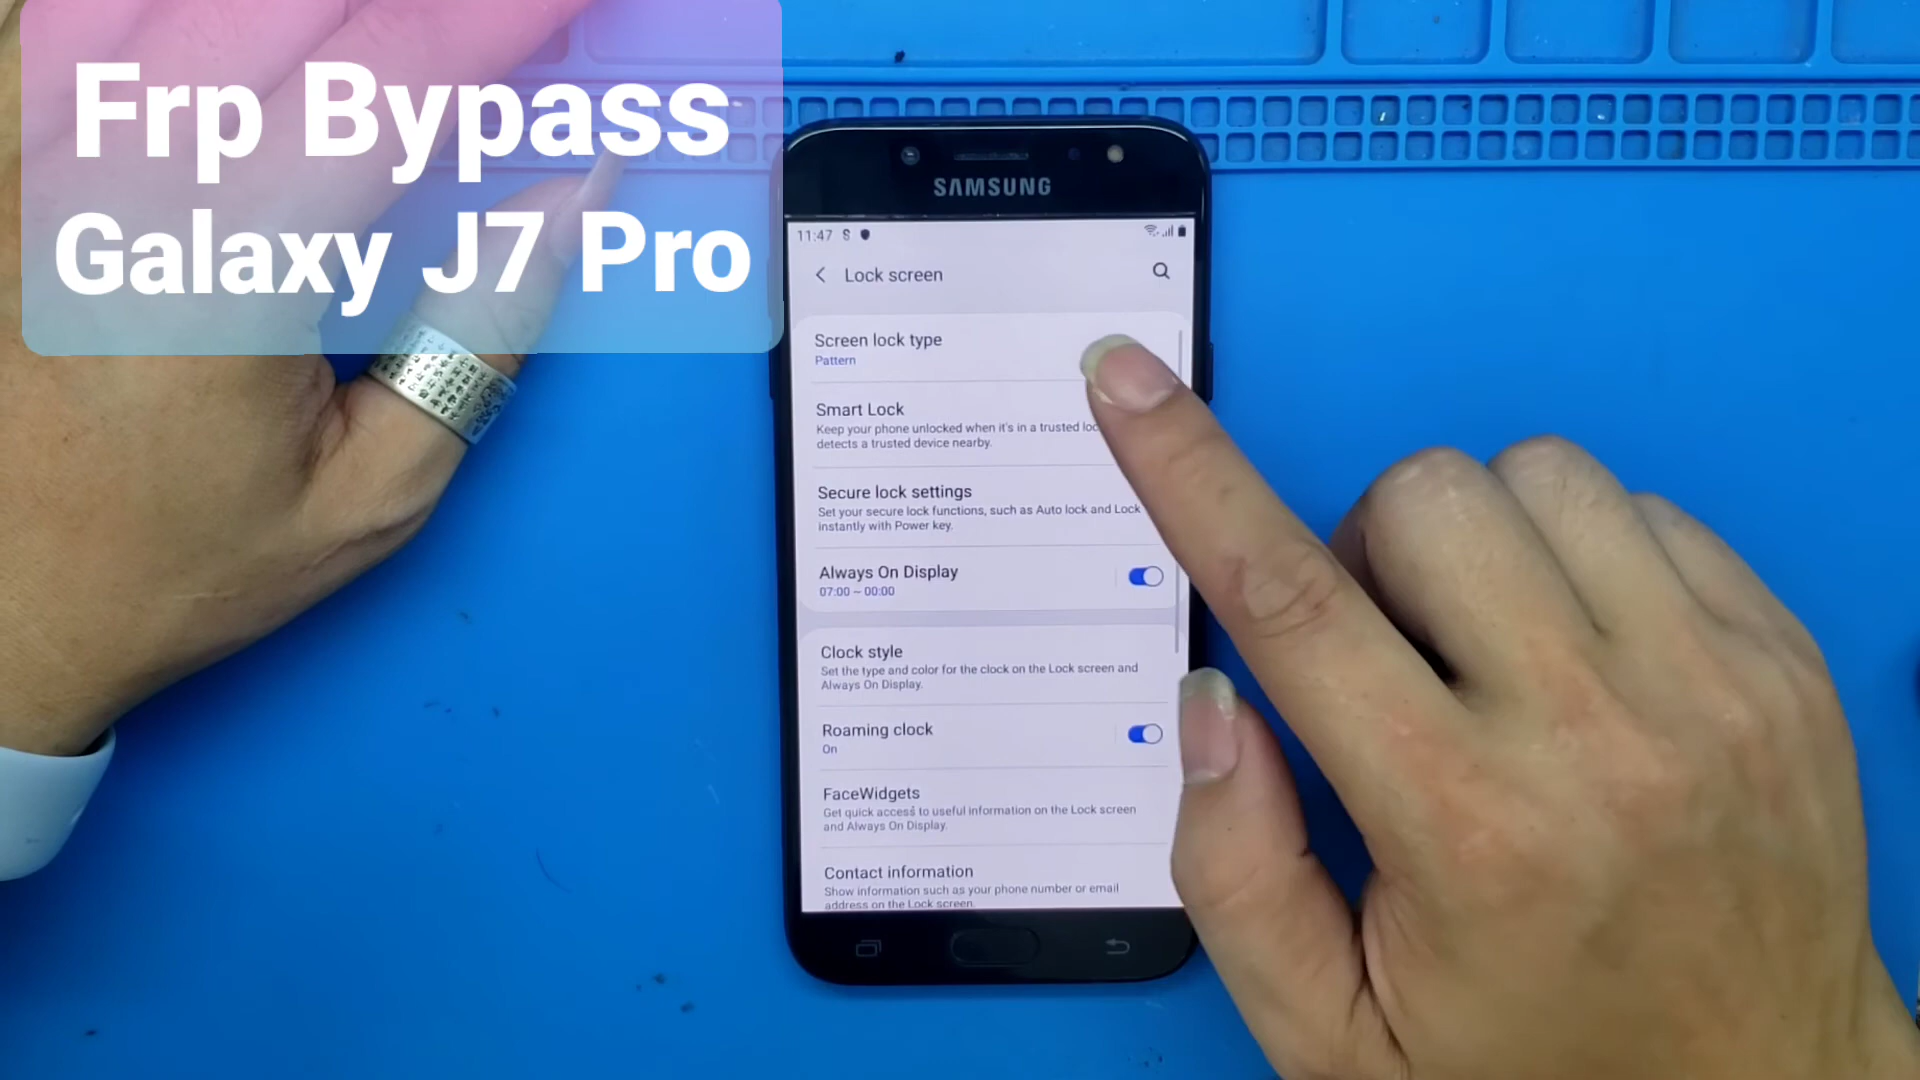 Frp Bypass
Galaxy J7 Pro
SAMSUNG
11:47
Lock screen
Screen lock type
Pattern
Smart Lock
Keep your phone unlocked when it's in a trusted
detects a trusted device nearby.
Secure lock settings
Set your secure lock functions, such as Auto lock and Lock
instantly with Power key.
Always On Display
07:00 ~ 00:00
Clock style
Set the type and color for the clock on the Lock screen and
Always On Display.
Roaming clock
On
FaceWidgets
Get quick access to useful information on the Lock screen
and Always On Display.
Contact information
Show information such as your phone number or email
address on the Lock screen.